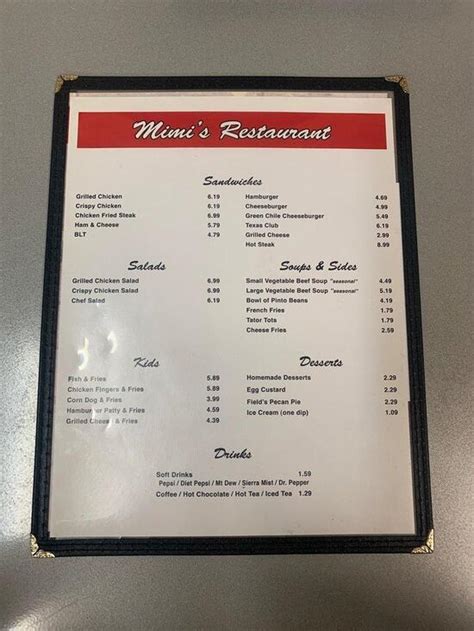 Mimi's Restaurant
Sandwiches
Grilled Chicken 6.19
Crispy Chicken 6.19
Chicken Fried Steak 6.99
Ham & Cheese 5.79
BLT 4.79
Hamburger 4.69
Cheeseburger 4.99
Green Chile Cheeseburger 5.49
Texas Club 6.19
Grilled Cheese 2.99
Hot Steak 8.99
Salads
Grilled Chicken Salad 6.99
Crispy Chicken Salad 6.99
Chef Salad 6.19
Soups & Sides
Small Vegetable Beef Soup "seasonal" 4.49
Large Vegetable Beef Soup "seasonal" 5.19
Bowl of Pinto Beans 4.19
French Fries 1.79
Tator Tots 1.79
Cheese Fries 2.59
Kids
Fish & Fries 5.89
Chicken Fingers & Fries 5.89
Corn Dog & Fries 3.99
Hamburger Patty & Fries 4.59
Grilled Cheese & Fries 4.39
Desserts
Homemade Desserts 2.29
Egg Custard 2.29
Field's Pecan Pie 2.29
Ice Cream (one dip) 1.09
Drinks
Soft Drinks 1.59
Pepsi / Diet Pepsi / Mt Dew / Sierra Mist / Dr. Pepper
Coffee / Hot Chocolate / Hot Tea / Iced Tea 1.29